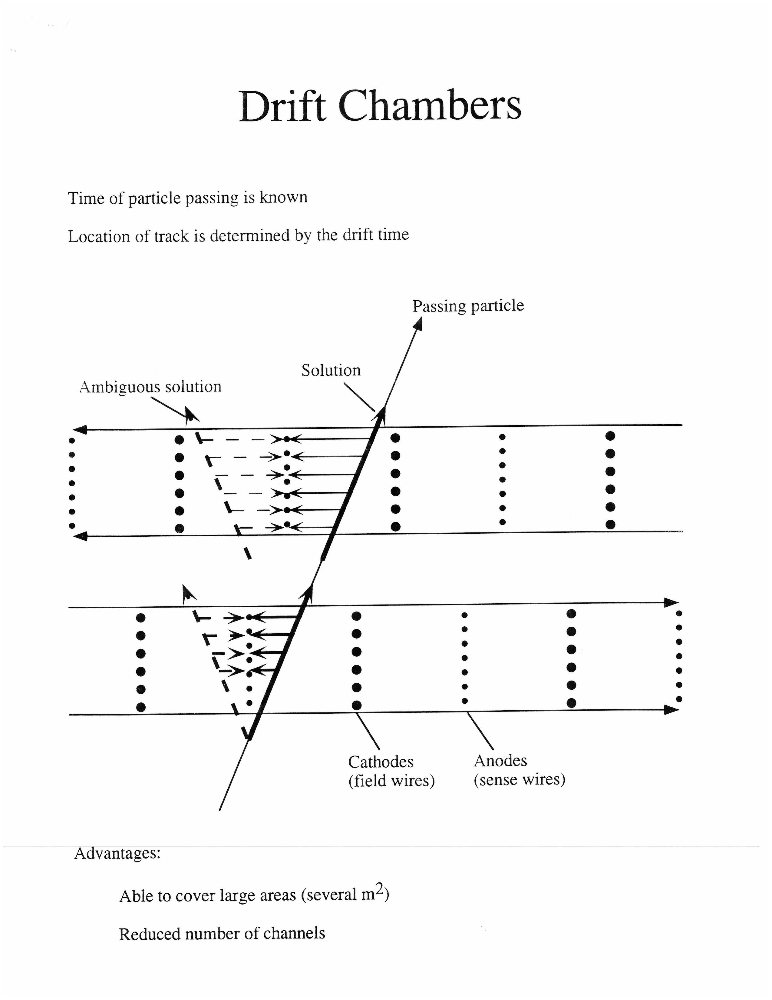 Drift Chambers
Time of particle passing is known
Location of track is determined by the drift time
Passing particle
Solution
Ambiguous solution
Cathodes
(field wires)
Anodes
(sense wires)
Advantages:
Able to cover large areas (several m²)
Reduced number of channels